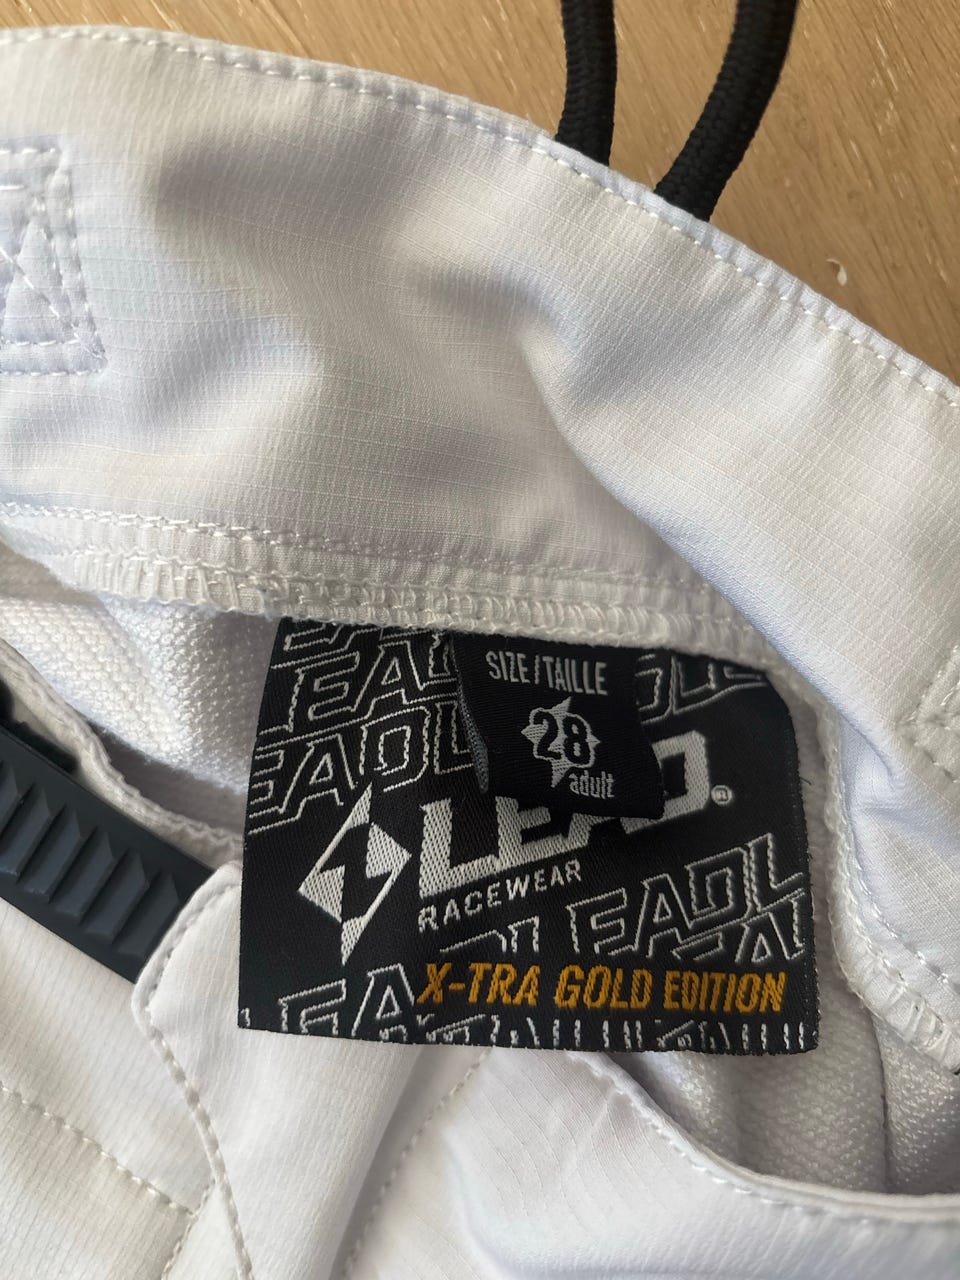 SIZE / TAILLE
28
adult
LEAD®
RACEWEAR
X-TRA GOLD EDITION